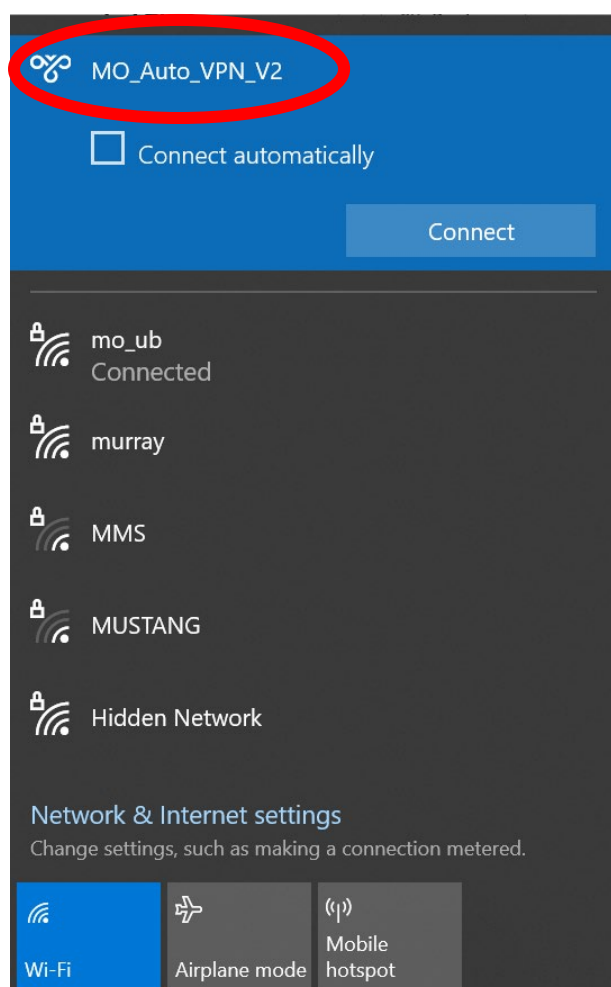 MO_Auto_VPN_V2
Connect automatically
Connect
mo_ub
Connected
murray
MMS
MUSTANG
Hidden Network
Network & Internet settings
Change settings, such as making a connection metered.
Wi-Fi
Airplane mode
Mobile
hotspot